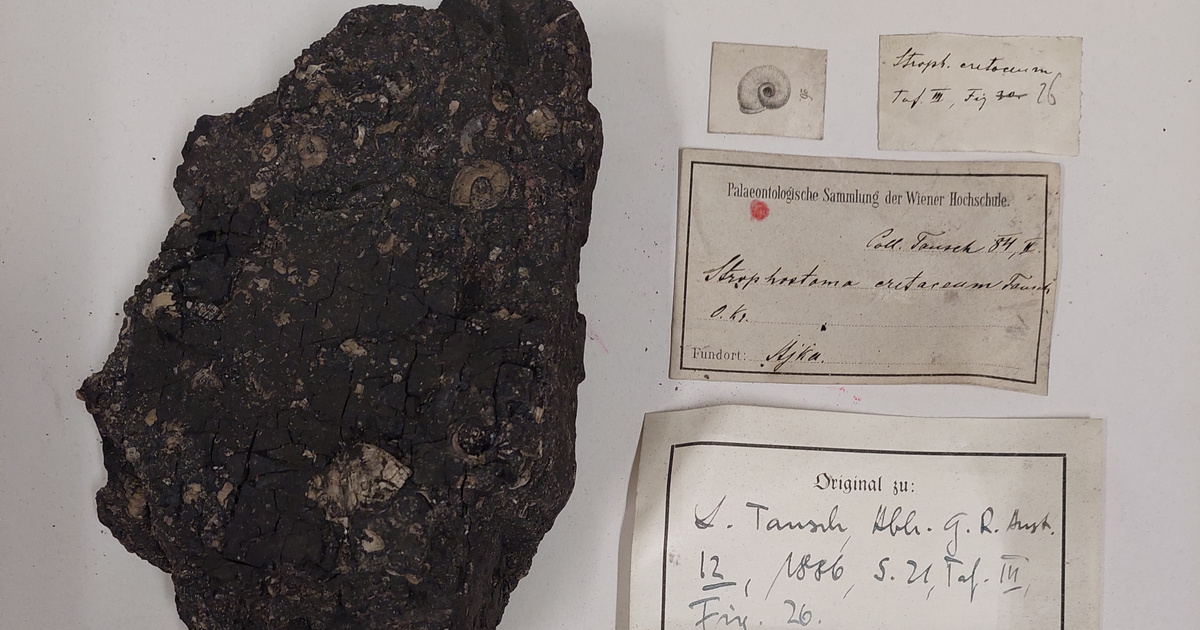 Stroph. cretaceum
Taf. III, Fig 26
Palaeontologische Sammlung der Wiener Hochschule.
Coll. Tausch 84,
Strophostoma cretaceum Tausch
O. Kr.
Fundort: Ajka.
Original zu:
L. Tausch, Abh. G. R. Anst.
12, 1886, S. 21, Taf. III,
Fig. 26.